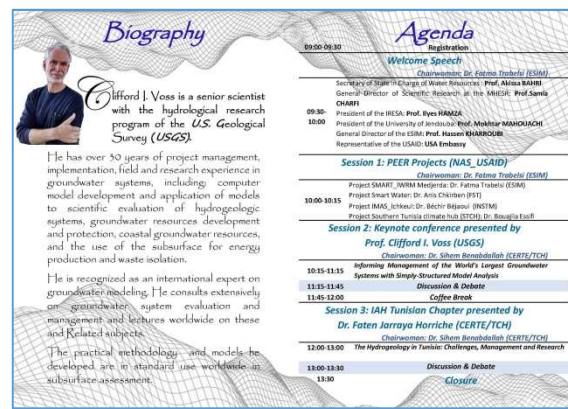 Biography
Clifford I. Voss is a senior scientist
with the hydrological research
program of the U.S. Geological
Survey (USGS).
He has over 30 years of project management,
implementation, field and research experience in
groundwater systems, including: computer
model development and application of models
to scientific evaluation of hydrogeologic
systems, groundwater resources development
and protection, coastal groundwater resources,
and the use of the subsurface for energy
production and waste isolation.
He is recognized as an international expert on
groundwater modeling. He consults extensively
on groundwater system evaluation and
management and lectures worldwide on these
and Related subjects.
The practical methodology and models he
developed are in standard use worldwide in
subsurface assessment.
Agenda
09:00-09:30 Registration
Welcome Speech
Chairwoman: Dr. Fatma Trabelsi (ESIM)
09:30-10:00
Secretary of State in Charge of Water Resources : Prof. Akissa BAHRI
General Director of Scientific Research at the MHESR: Prof.Samia
CHARFI
President of the IRESA: Prof. Ilyes HAMZA
President of the University of Jendouba: Prof. Mokhtar MAHOUACHI
General Director of the ESIM: Prof. Hassen KHARROUBI
Representative of the USAID: USA Embassy
Session 1: PEER Projects (NAS_USAID)
10:00-10:15
Project SMART_IWRM Medjerda: Dr. Fatma Trabelsi (ESIM)
Project Smart Water: Dr. Anis Chkirben (FST)
Project IMAS_Ichkeul: Dr. Béchir Béjaoui (INSTM)
Project Southern Tunisia climate hub (STCH): Dr. Bouajila Essifi
Session 2: Keynote conference presented by
Prof. Clifford I. Voss (USGS)
Chairwoman: Dr. Sihem Benabdallah (CERTE/TCH)
10:15-11:15 Informing Management of the World's Largest Groundwater
Systems with Simply-Structured Model Analysis
11:15-11:45 Discussion & Debate
11:45-12:00 Coffee Break
Session 3: IAH Tunisian Chapter presented by
Dr. Faten Jarraya Horriche (CERTE/TCH)
Chairwoman: Dr. Sihem Benabdallah (CERTE/TCH)
12:00-13:00 The Hydrogeology in Tunisia: Challenges, Management and Research
13:00-13:30 Discussion & Debate
13:30 Closure